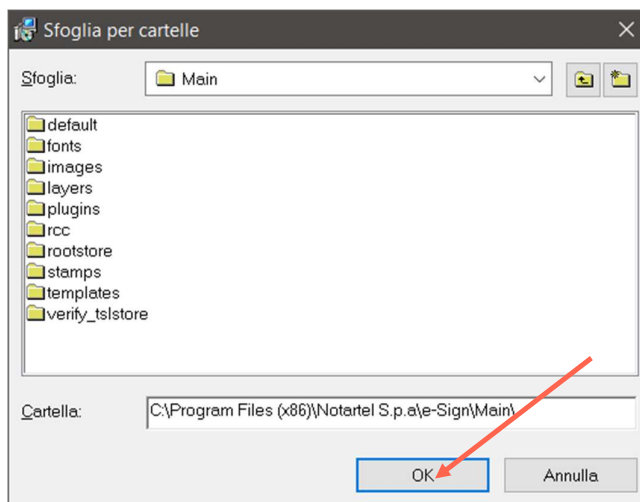 Sfoglia per cartelle
Sfoglia: Main
default
fonts
images
layers
plugins
rcc
rootstore
stamps
templates
verify_tslstore
Cartella: C:\Program Files (x86)\Notartel S.p.a\e-Sign\Main\
OK Annulla